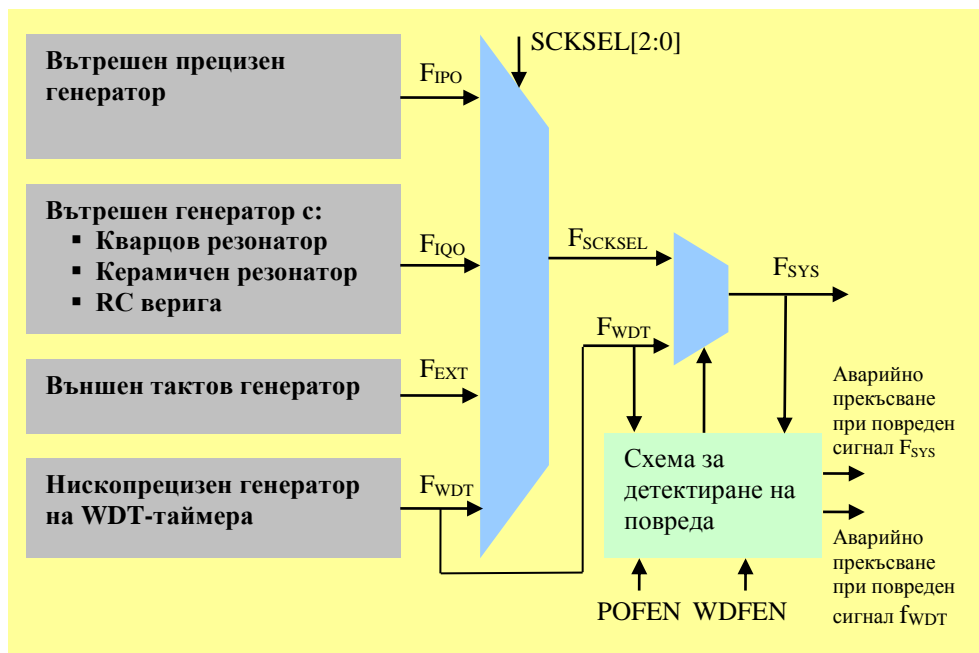 SCKSEL[2:0]
Вътрешен прецизен
генератор
FIPO
Вътрешен генератор с:
▪ Кварцов резонатор
▪ Керамичен резонатор
▪ RC верига
FIQO
FSCKSEL
FSYS
FWDT
Външен тактов генератор
FEXT
Нископрецизен генератор
на WDT-таймера
FWDT
Схема за
детектиране на
повреда
Аварийно
прекъсване
при повреден
сигнал FSYS
Аварийно
прекъсване
при повреден
сигнал fWDT
POFEN WDFEN